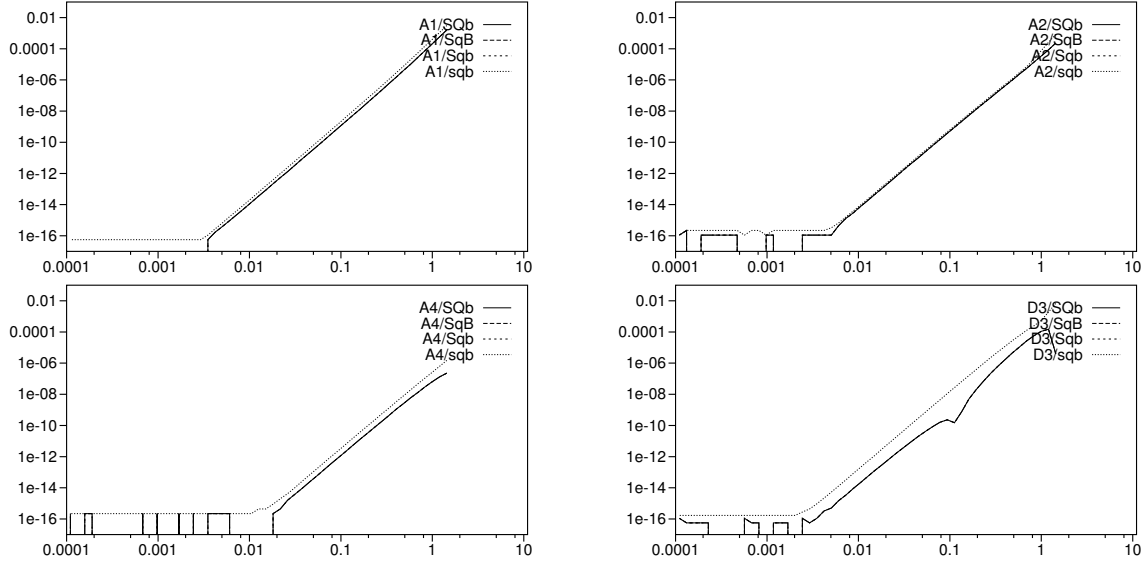 0.01
0.0001
1e-06
1e-08
1e-10
1e-12
1e-14
1e-16
0.0001 0.001 0.01 0.1 1 10
A1/SQb
A1/SqB
A1/Sqb
A1/sqb
0.01
0.0001
1e-06
1e-08
1e-10
1e-12
1e-14
1e-16
0.0001 0.001 0.01 0.1 1 10
A2/SQb
A2/SqB
A2/Sqb
A2/sqb
0.01
0.0001
1e-06
1e-08
1e-10
1e-12
1e-14
1e-16
0.0001 0.001 0.01 0.1 1 10
A4/SQb
A4/SqB
A4/Sqb
A4/sqb
0.01
0.0001
1e-06
1e-08
1e-10
1e-12
1e-14
1e-16
0.0001 0.001 0.01 0.1 1 10
D3/SQb
D3/SqB
D3/Sqb
D3/sqb